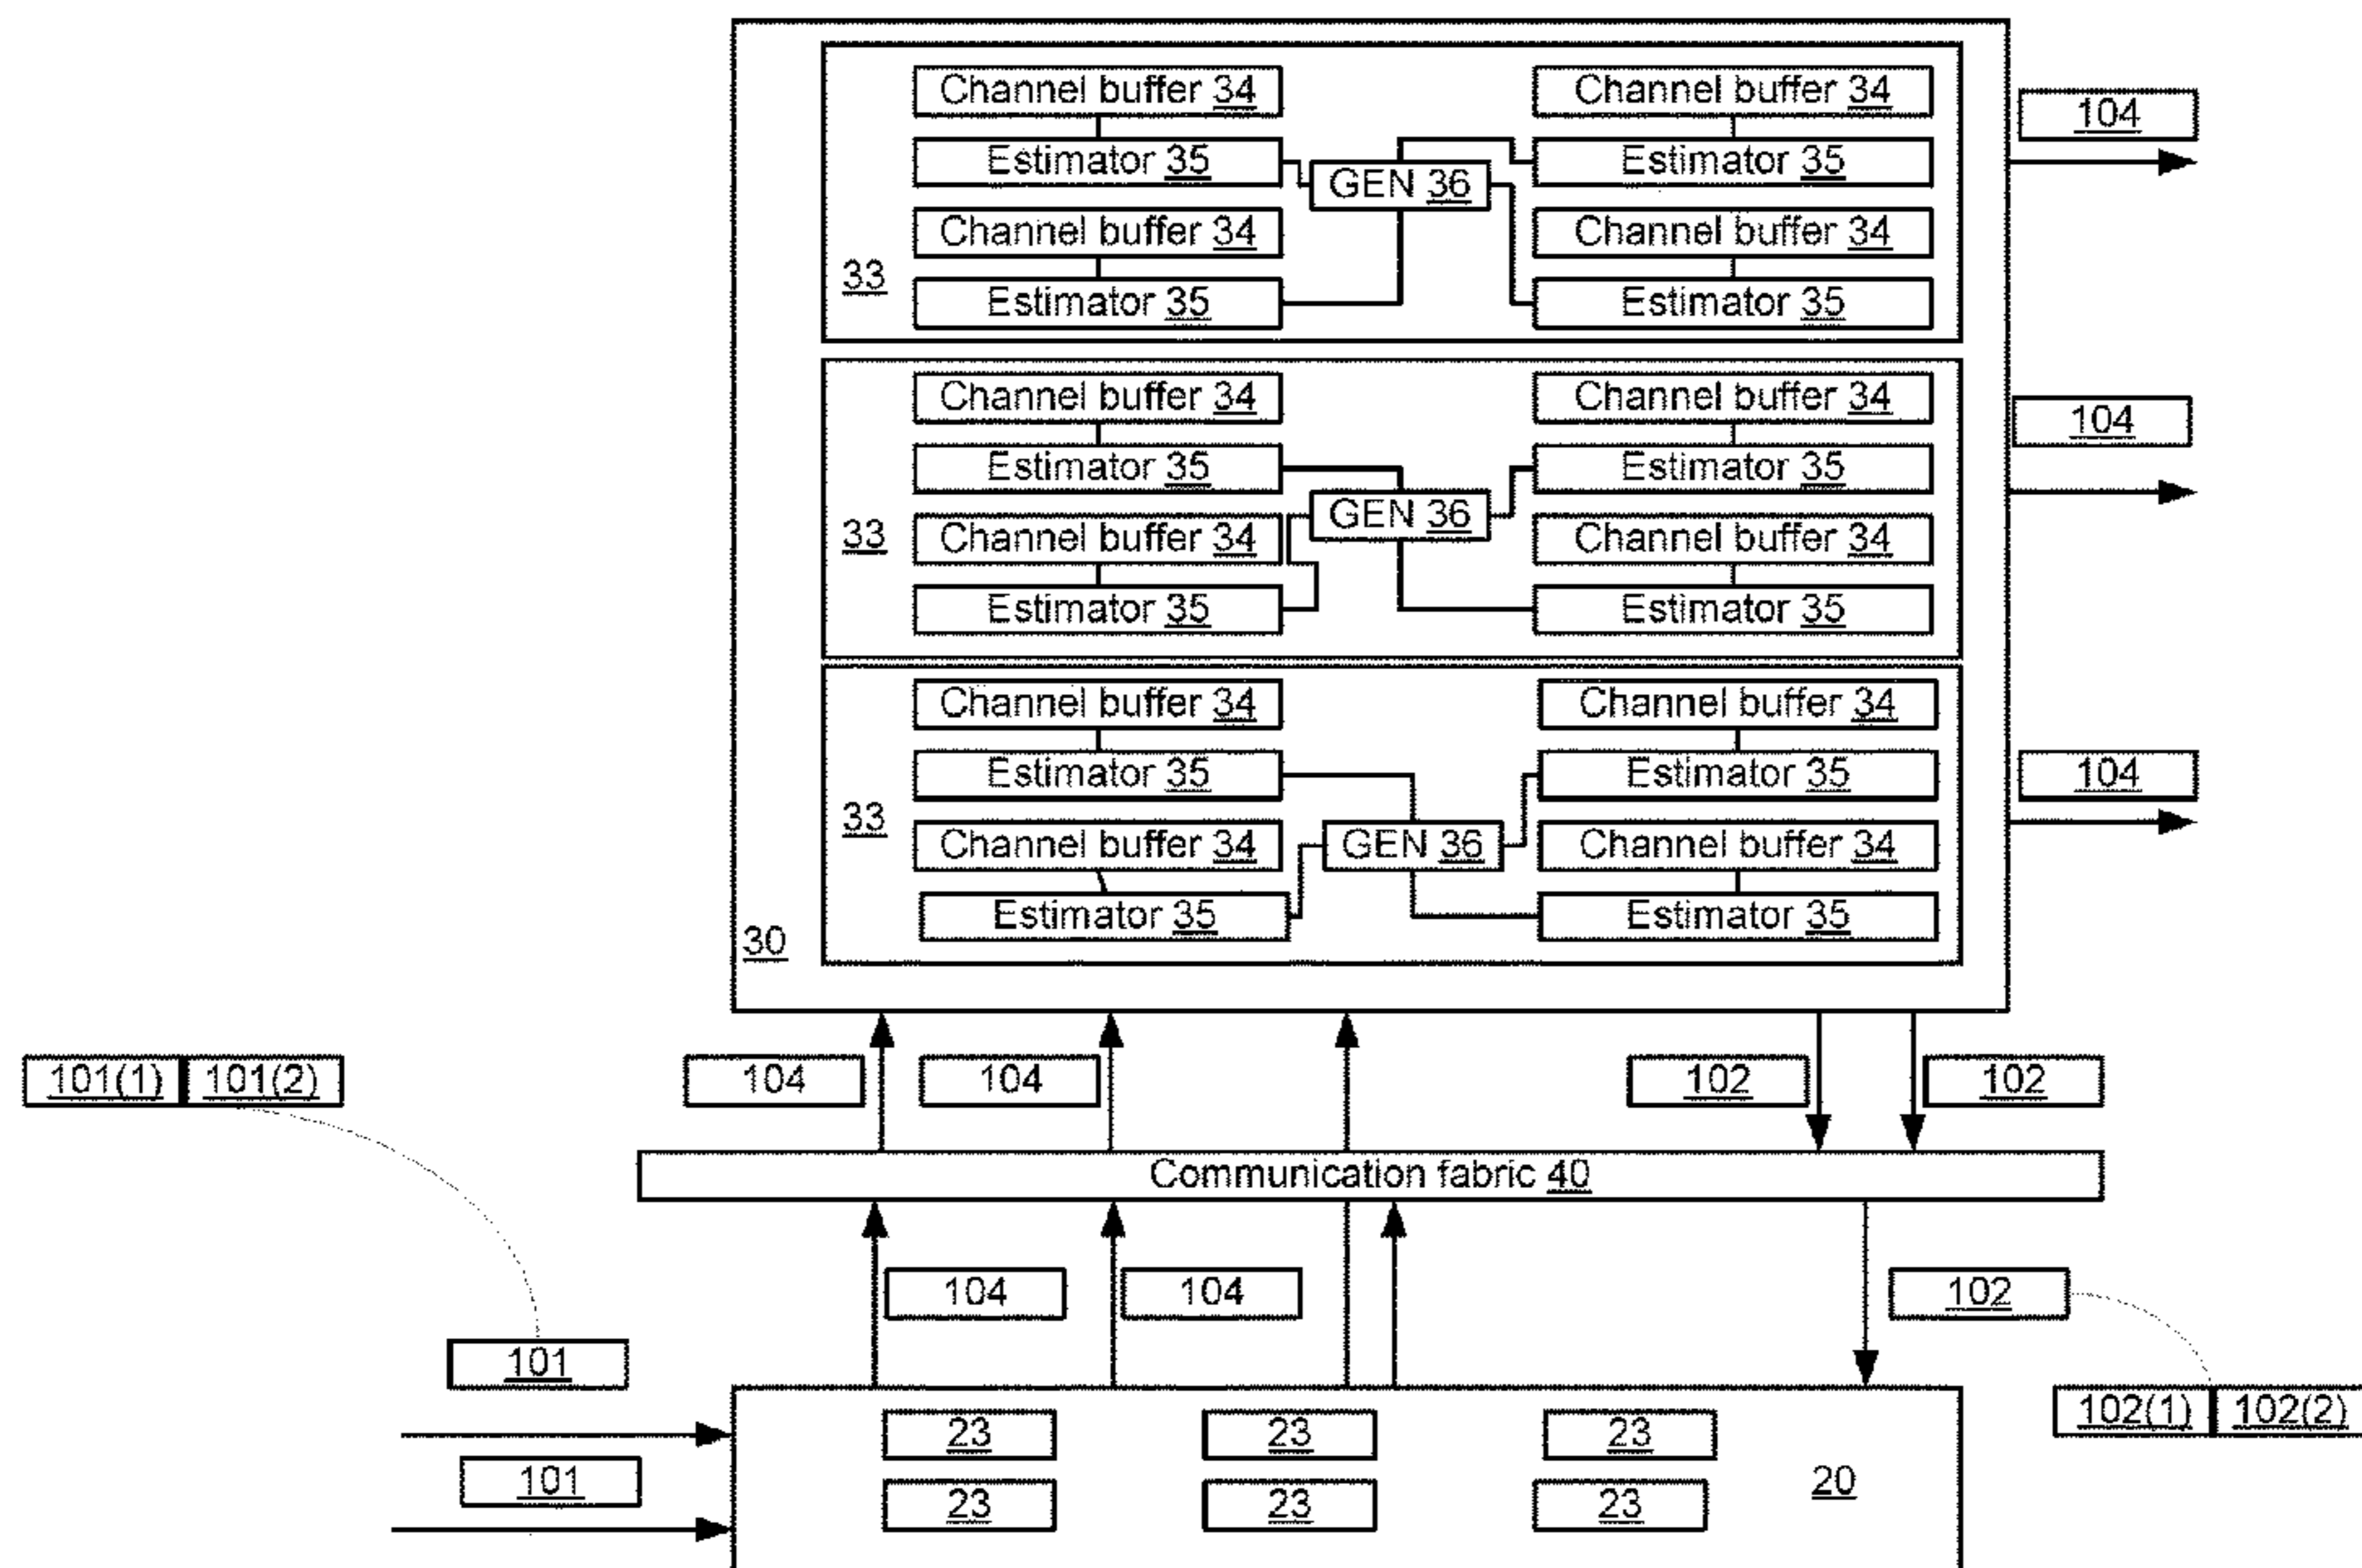 Channel buffer 34 Channel buffer 34
104
Estimator 35 Estimator 35
GEN 36
Channel buffer 34 Channel buffer 34
33
Estimator 35 Estimator 35
Channel buffer 34 Channel buffer 34
104
Estimator 35 Estimator 35
GEN 36
33
Channel buffer 34 Channel buffer 34
Estimator 35 Estimator 35
Channel buffer 34 Channel buffer 34
Estimator 35 Estimator 35
104
33
Channel buffer 34 GEN 36 Channel buffer 34
Estimator 35 Estimator 35
30
101(1) 101(2) 104 104 102 102
Communication fabric 40
104 104 102
101
23 23 23 102(1) 102(2)
101 23 23 23 20